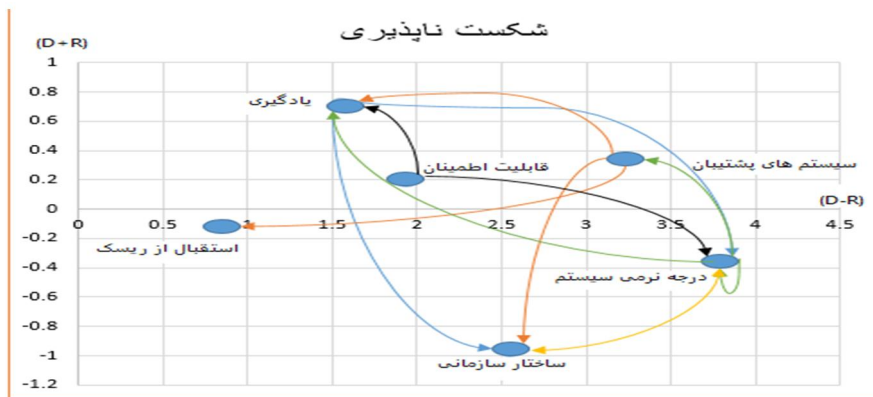 شکست ناپذیری
(D+R)
1
0.8
یادگیری
0.6
0.4
قابلیت اطمینان
سیستم های پشتیبان
0.2
(D-R)
0
0 0.5 1 1.5 2 2.5 3 3.5 4 4.5
-0.2
استقبال از ریسک
-0.4
درجه نرمی سیستم
-0.6
-0.8
-1
ساختار سازمانی
-1.2